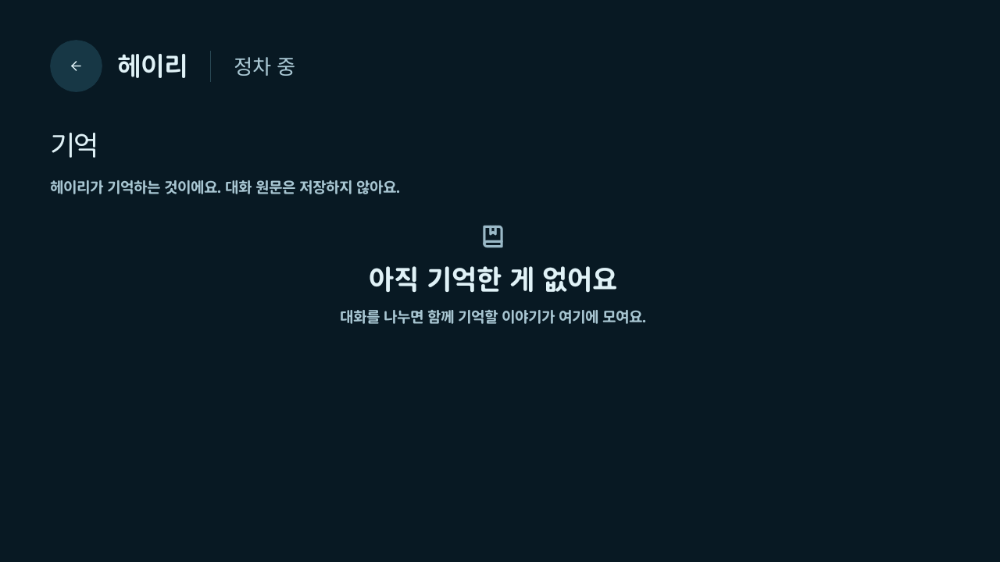 헤이리
정차 중
기억
헤이리가 기억하는 것이에요. 대화 원문은 저장하지 않아요.
아직 기억한 게 없어요
대화를 나누면 함께 기억할 이야기가 여기에 모여요.